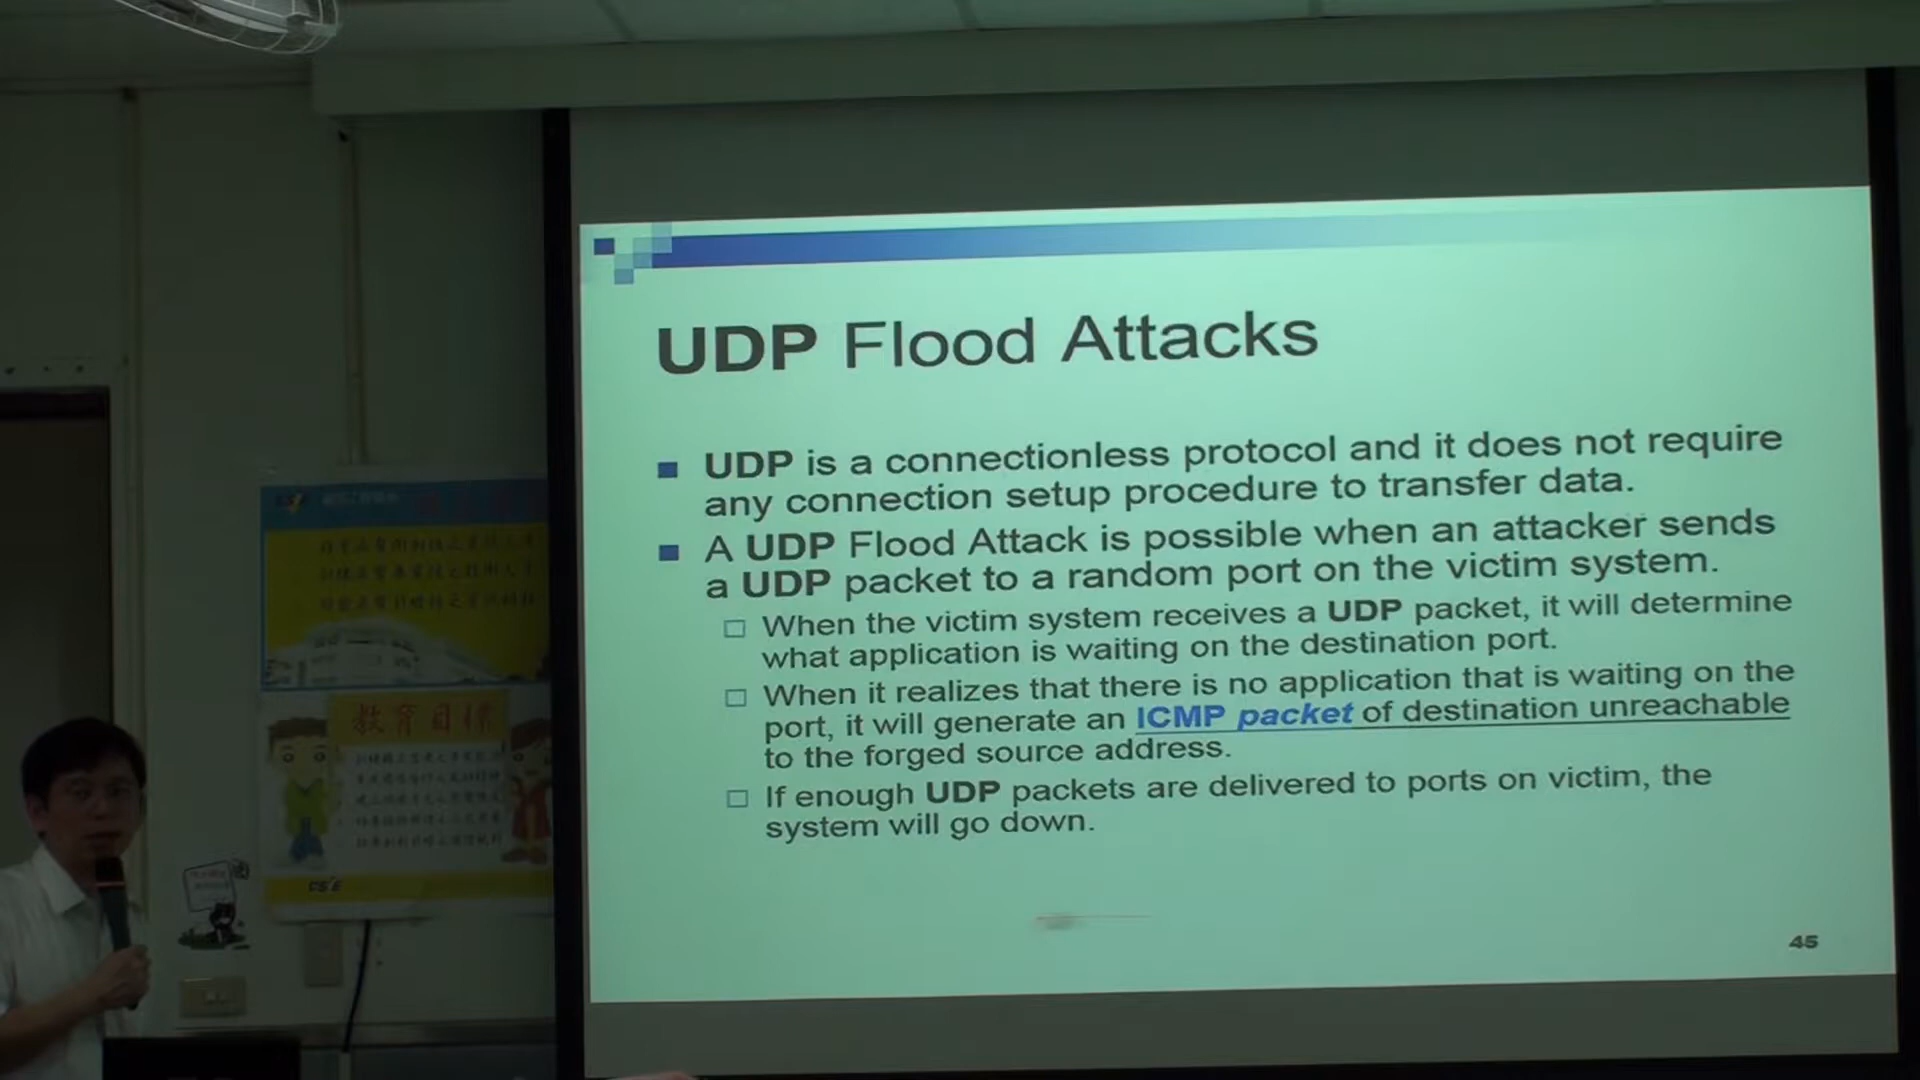 UDP Flood Attacks
UDP is a connectionless protocol and it does not require
any connection setup procedure to transfer data.
A UDP Flood Attack is possible when an attacker sends
a UDP packet to a random port on the victim system.
When the victim system receives a UDP packet, it will determine
what application is waiting on the destination port.
When it realizes that there is no application that is waiting on the
port, it will generate an ICMP packet of destination unreachable
to the forged source address.
If enough UDP packets are delivered to ports on victim, the
system will go down.
45
教育目標
CSIE